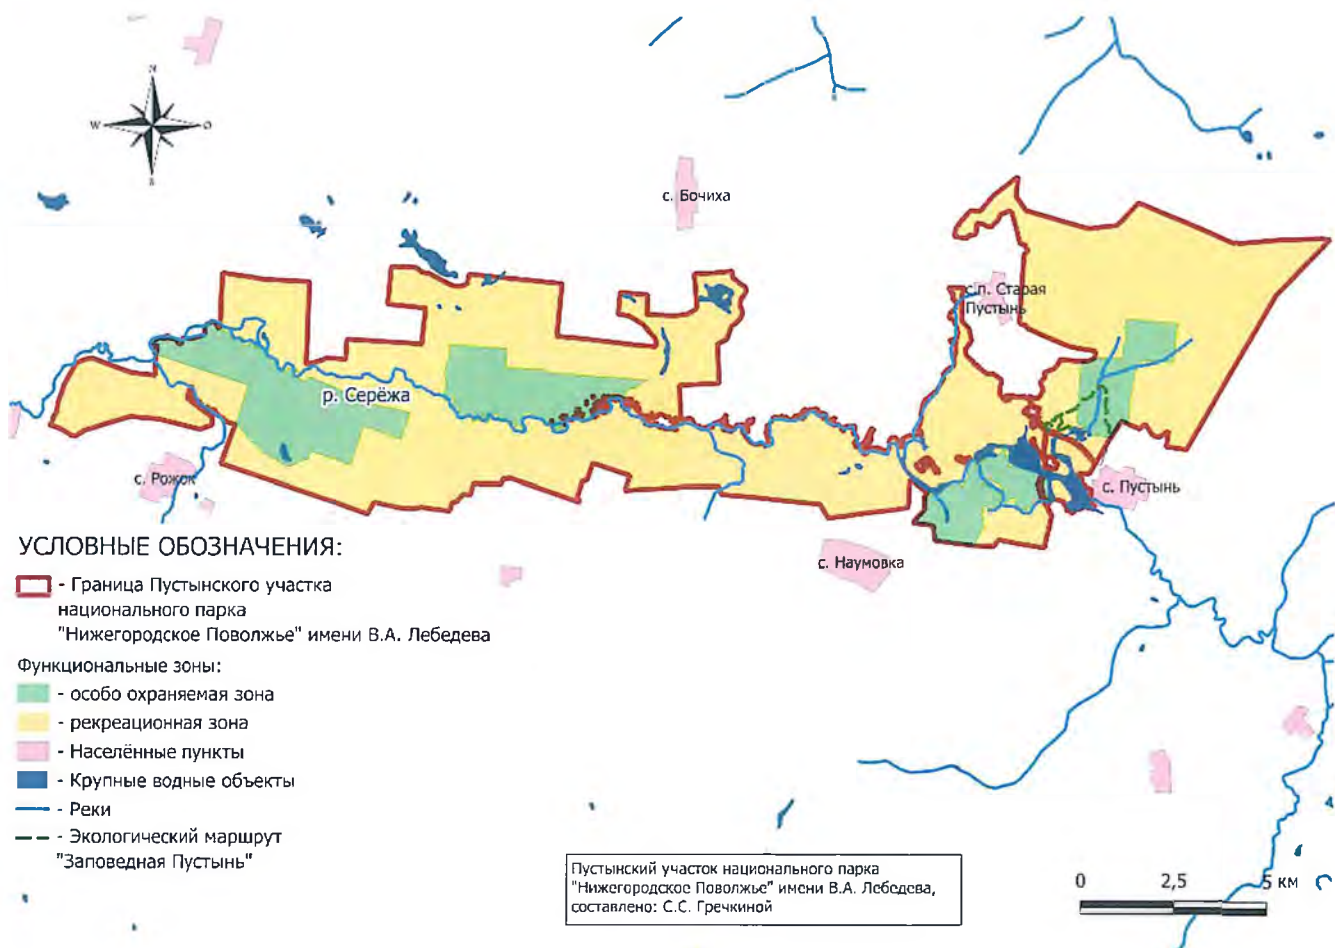 N
W
O
S
с. Бочиха
с.п. Старая
Пустынь
р. Серёжа
с. Рожок
с. Пустынь
с. Наумовка
УСЛОВНЫЕ ОБОЗНАЧЕНИЯ:
- Граница Пустынского участка
национального парка
"Нижегородское Поволжье" имени В.А. Лебедева
Функциональные зоны:
- особо охраняемая зона
- рекреационная зона
- Населённые пункты
- Крупные водные объекты
- Реки
- Экологический маршрут
"Заповедная Пустынь"
Пустынский участок национального парка
"Нижегородское Поволжье" имени В.А. Лебедева,
составлено: С.С. Гречкиной
0 2,5 5 км